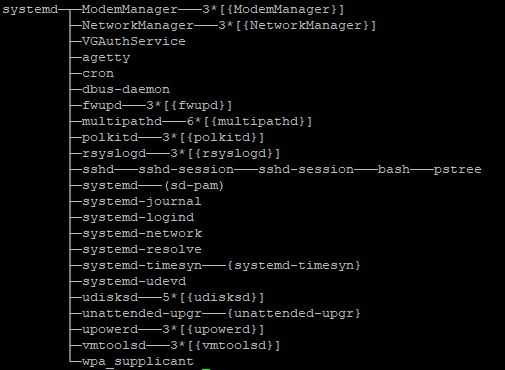 systemd─┬─ModemManager───3*[{ModemManager}]
        ├─NetworkManager───3*[{NetworkManager}]
        ├─VGAuthService
        ├─agetty
        ├─cron
        ├─dbus-daemon
        ├─fwupd───3*[{fwupd}]
        ├─multipathd───6*[{multipathd}]
        ├─polkitd───3*[{polkitd}]
        ├─rsyslogd───3*[{rsyslogd}]
        ├─sshd───sshd-session───sshd-session───bash───pstree
        ├─systemd───(sd-pam)
        ├─systemd-journal
        ├─systemd-logind
        ├─systemd-network
        ├─systemd-resolve
        ├─systemd-timesyn───{systemd-timesyn}
        ├─systemd-udevd
        ├─udisksd───5*[{udisksd}]
        ├─unattended-upgr───{unattended-upgr}
        ├─upowerd───3*[{upowerd}]
        ├─vmtoolsd───3*[{vmtoolsd}]
        └─wpa_supplicant